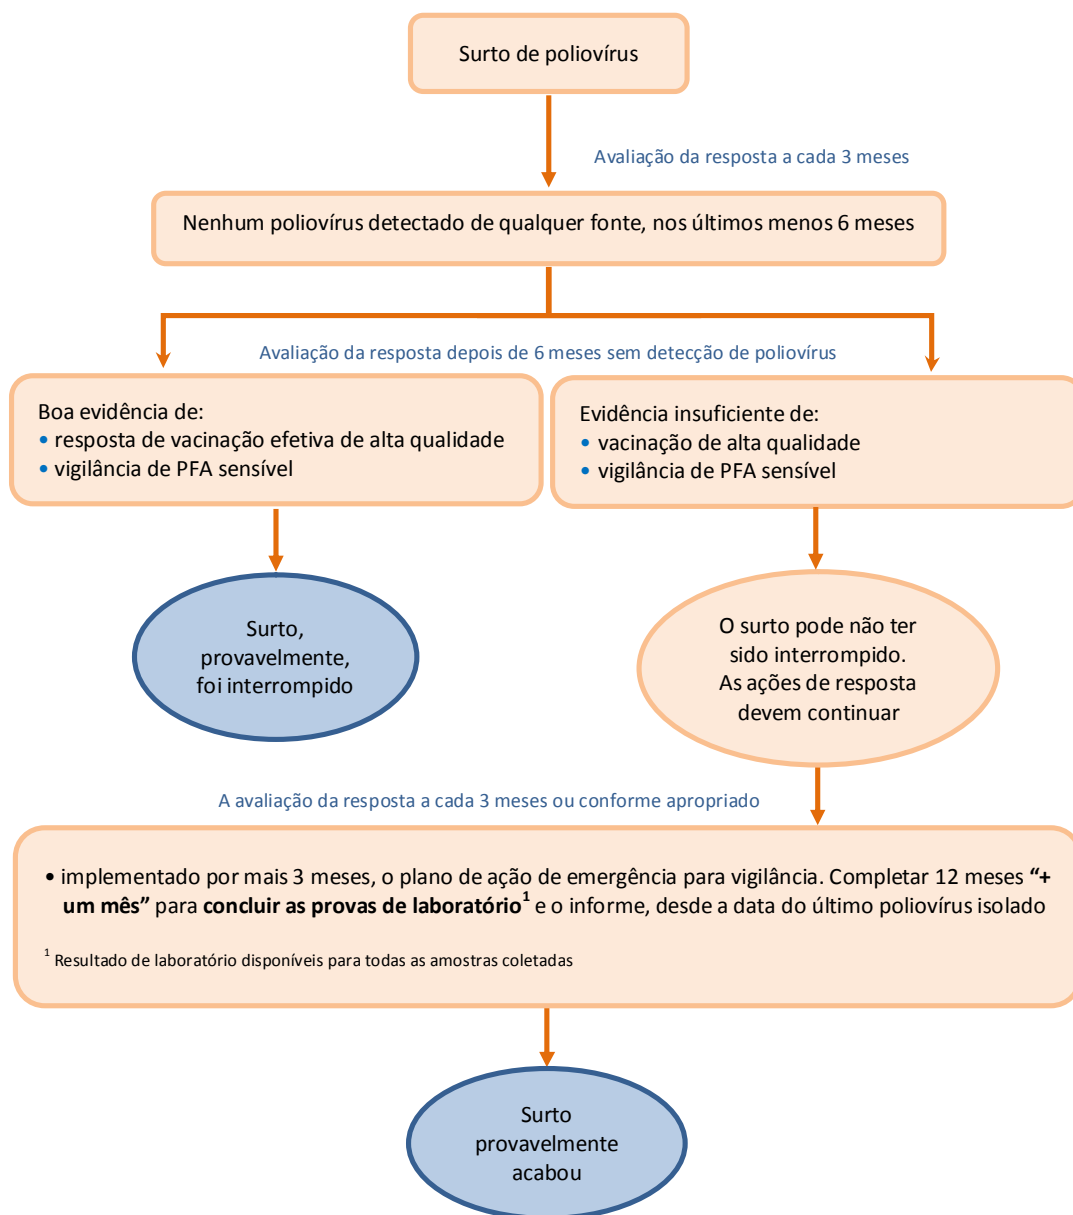 Surto de poliovírus
Avaliação da resposta a cada 3 meses
Nenhum poliovírus detectado de qualquer fonte, nos últimos menos 6 meses
Avaliação da resposta depois de 6 meses sem detecção de poliovírus
Boa evidência de:
• resposta de vacinação efetiva de alta qualidade
• vigilância de PFA sensível
Evidência insuficiente de:
• vacinação de alta qualidade
• vigilância de PFA sensível
Surto,
provavelmente,
foi interrompido
O surto pode não ter
sido interrompido.
As ações de resposta
devem continuar
A avaliação da resposta a cada 3 meses ou conforme apropriado
• implementado por mais 3 meses, o plano de ação de emergência para vigilância. Completar 12 meses “+
um mês” para concluir as provas de laboratório¹ e o informe, desde a data do último poliovírus isolado
¹ Resultado de laboratório disponíveis para todas as amostras coletadas
Surto
provavelmente
acabou